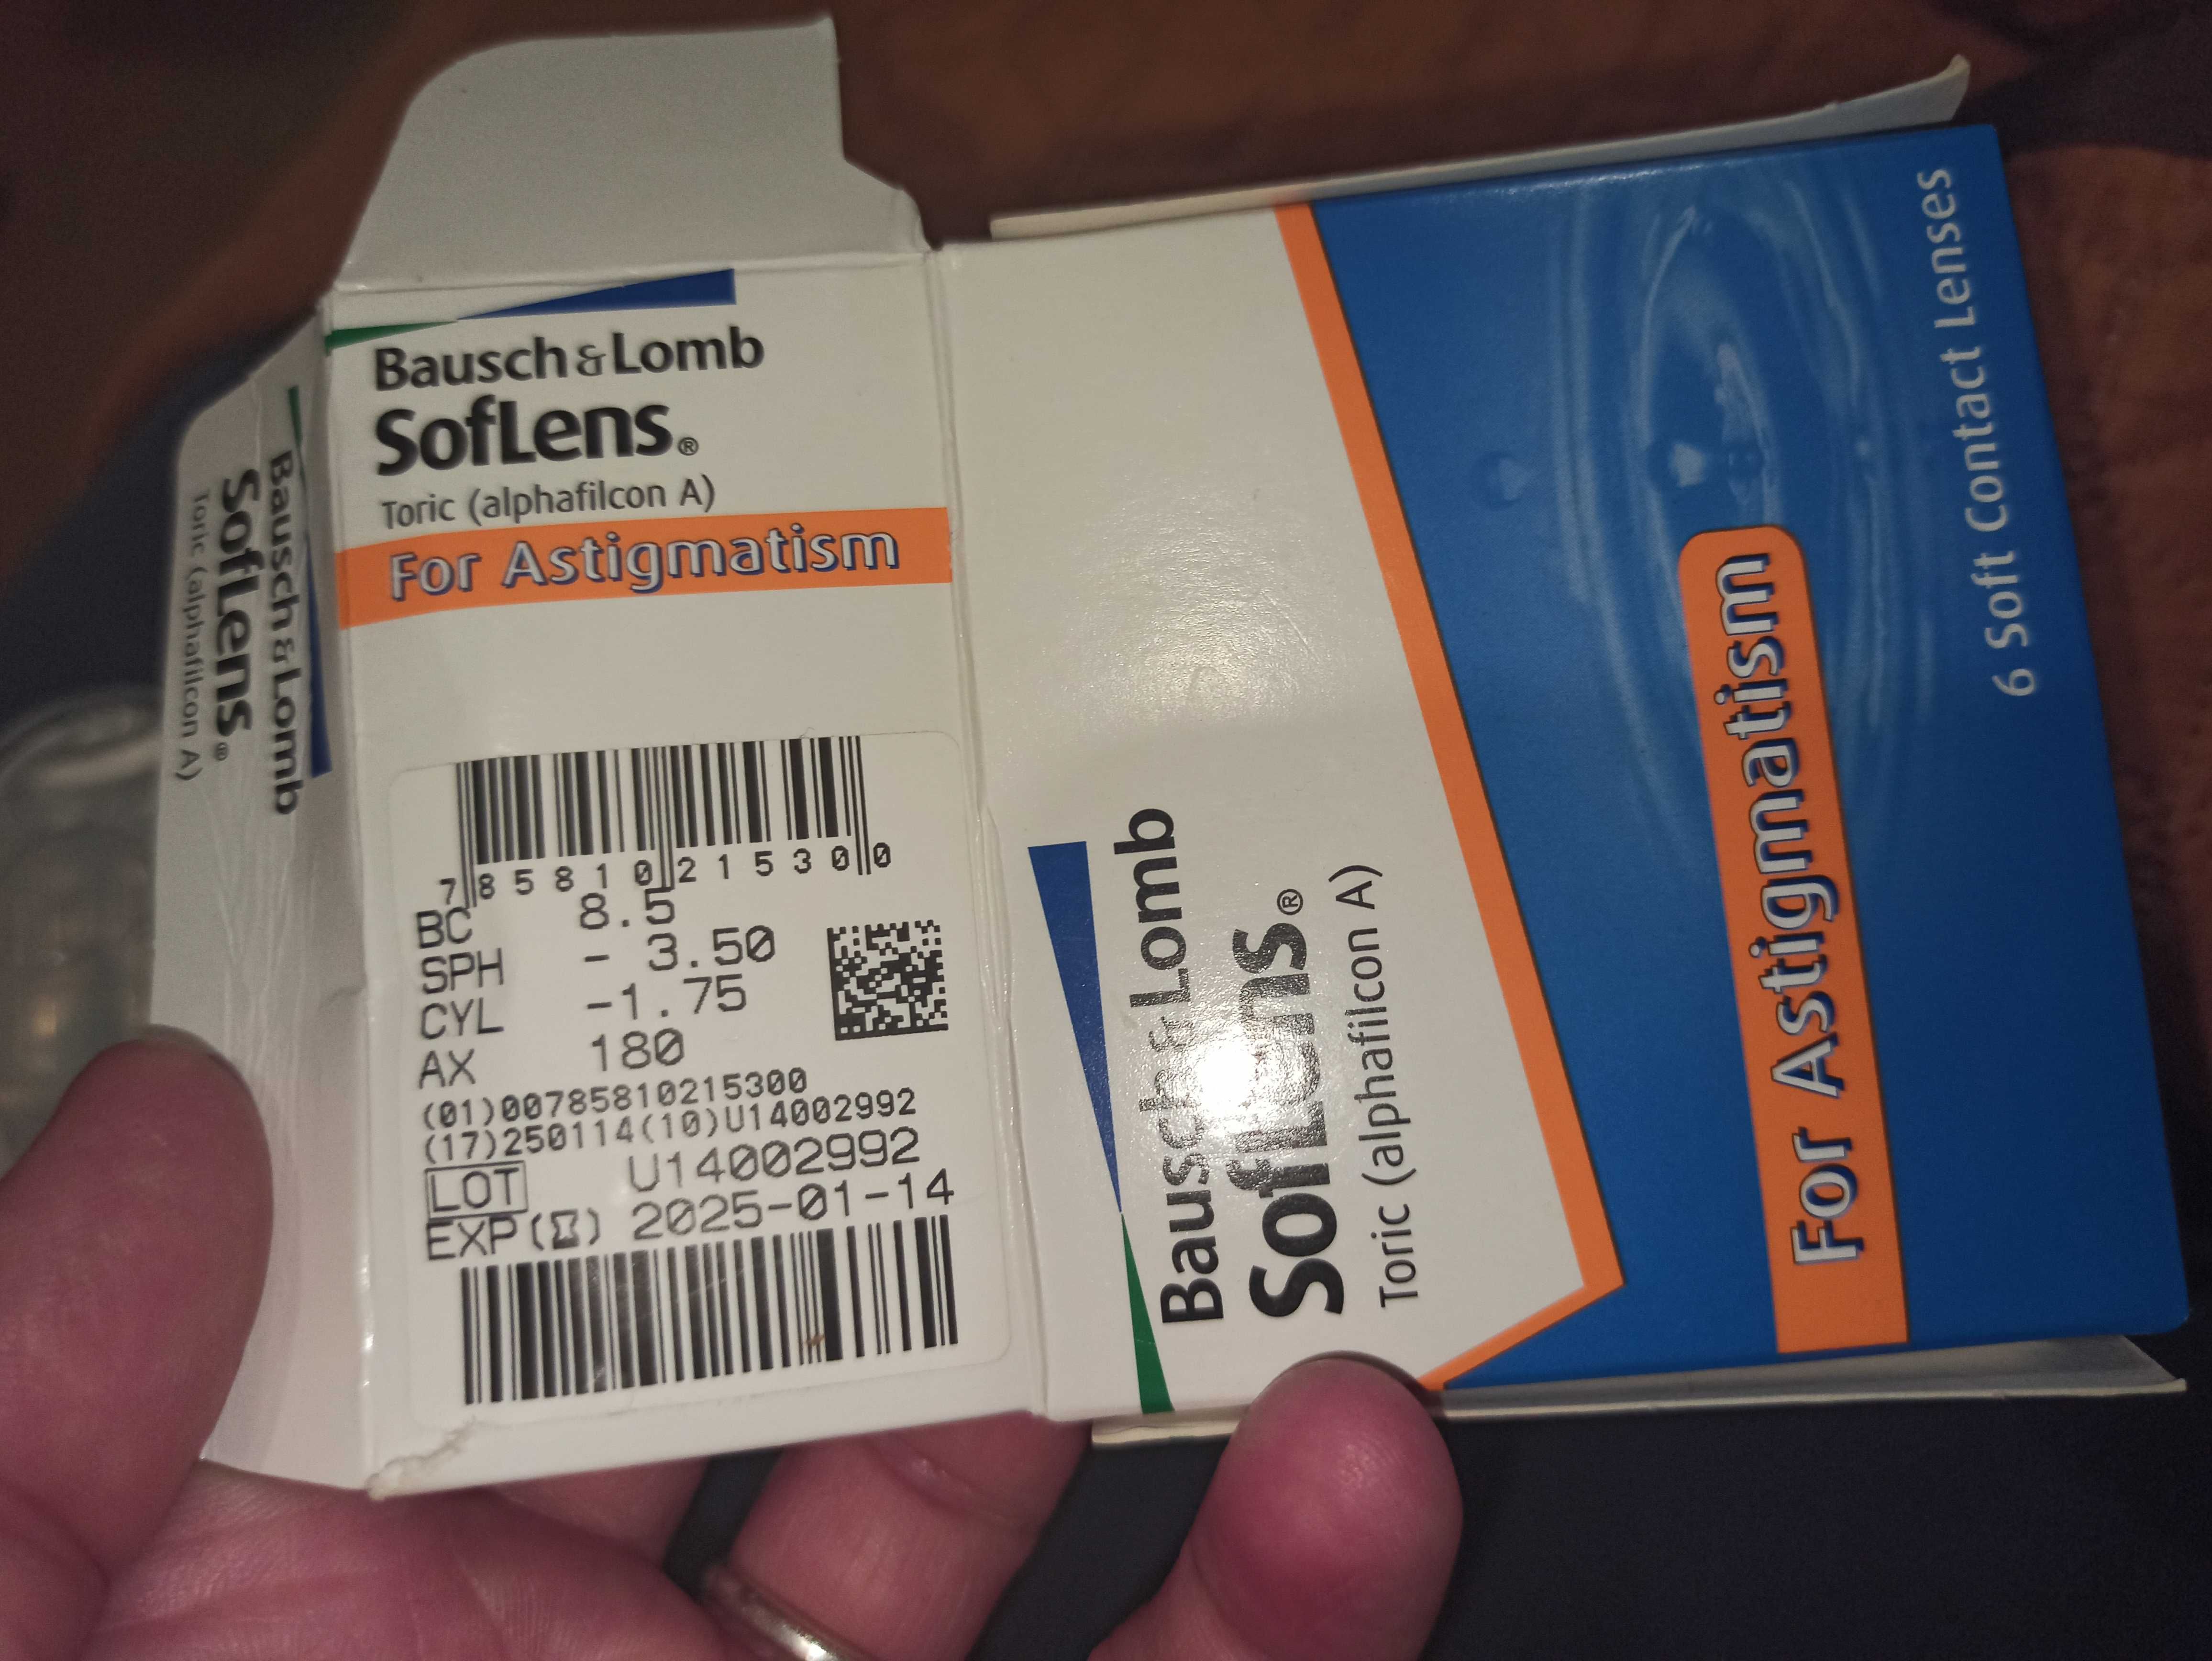 Bausch & Lomb
SofLens®
Toric (alphafilcon A)
Bausch & Lomb
SofLens®
Toric (alphafilcon A)
For Astigmatism
7 85810 21530 0
BC 8.5
SPH - 3.50
CYL -1.75
AX 180
(01)00785810215300
(17)250114(10)U14002992
LOT U14002992
EXP(⌛) 2025-01-14
Bausch & Lomb
SofLens®
Toric (alphafilcon A)
For Astigmatism
6 Soft Contact Lenses